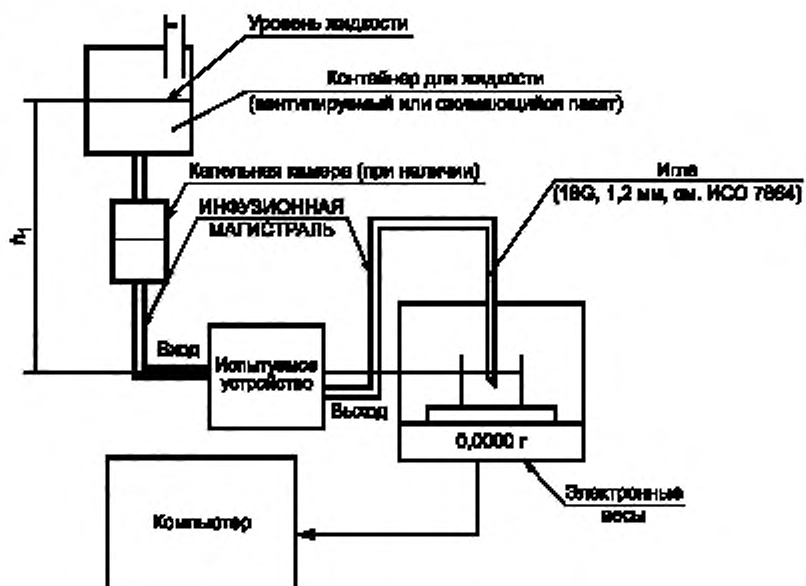 Уровень жидкости
Контейнер для жидкости
(вентилируемый или сжимающийся пакет)
Капельная камера (при наличии)
Игла
(18G, 1,2 мм, см. ИСО 7864)
ИНФУЗИОННАЯ
МАГИСТРАЛЬ
h₁
Вход
Испытуемое
устройство
Выход
0,0000 г
Электронные
весы
Компьютер